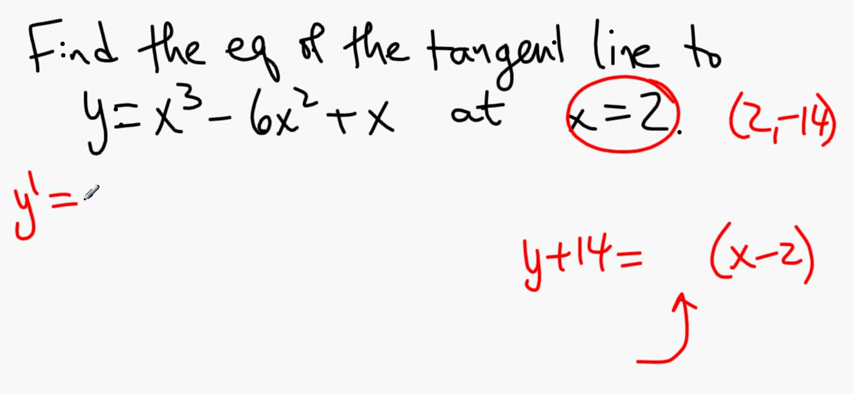 Find the eq of the tangent line to
y = x³ - 6x² + x at x = 2. (2, -14)
y' =
y + 14 = (x - 2)